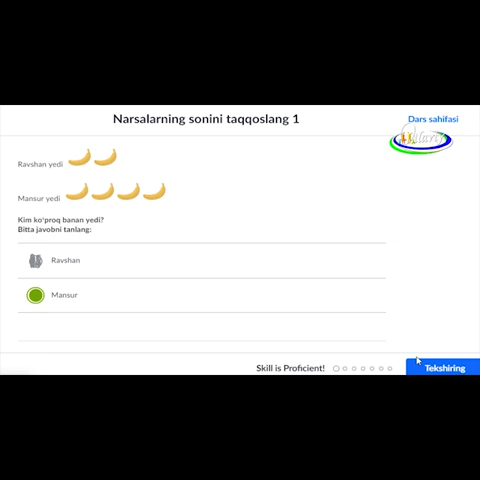 Narsalarning sonini taqqoslang 1
Dars sahifasi
Ravshan yedi
Mansur yedi
Kim ko'proq banan yedi?
Bitta javobni tanlang:
Ravshan
Mansur
Skill is Proficient!
Tekshiring